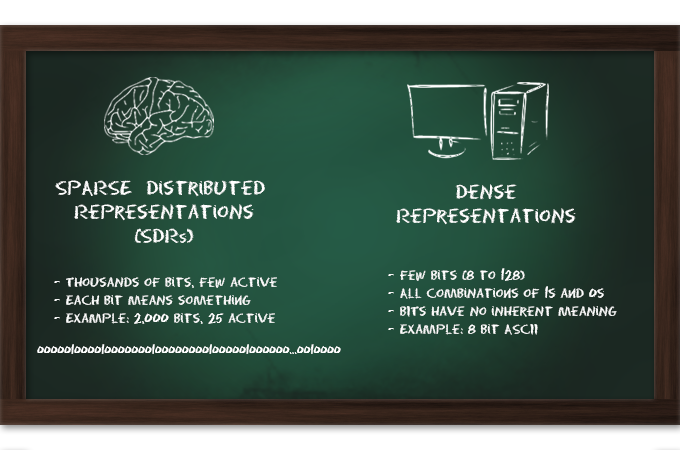 SPARSE DISTRIBUTED
REPRESENTATIONS
(SDRs)
- THOUSANDS OF BITS, FEW ACTIVE
- EACH BIT MEANS SOMETHING
- EXAMPLE: 2,000 BITS, 25 ACTIVE
00000100001000000010000000010000010000000...0010000
DENSE
REPRESENTATIONS
- FEW BITS (8 TO 128)
- ALL COMBINATIONS OF 1S AND 0S
- BITS HAVE NO INHERENT MEANING
- EXAMPLE: 8 BIT ASCII